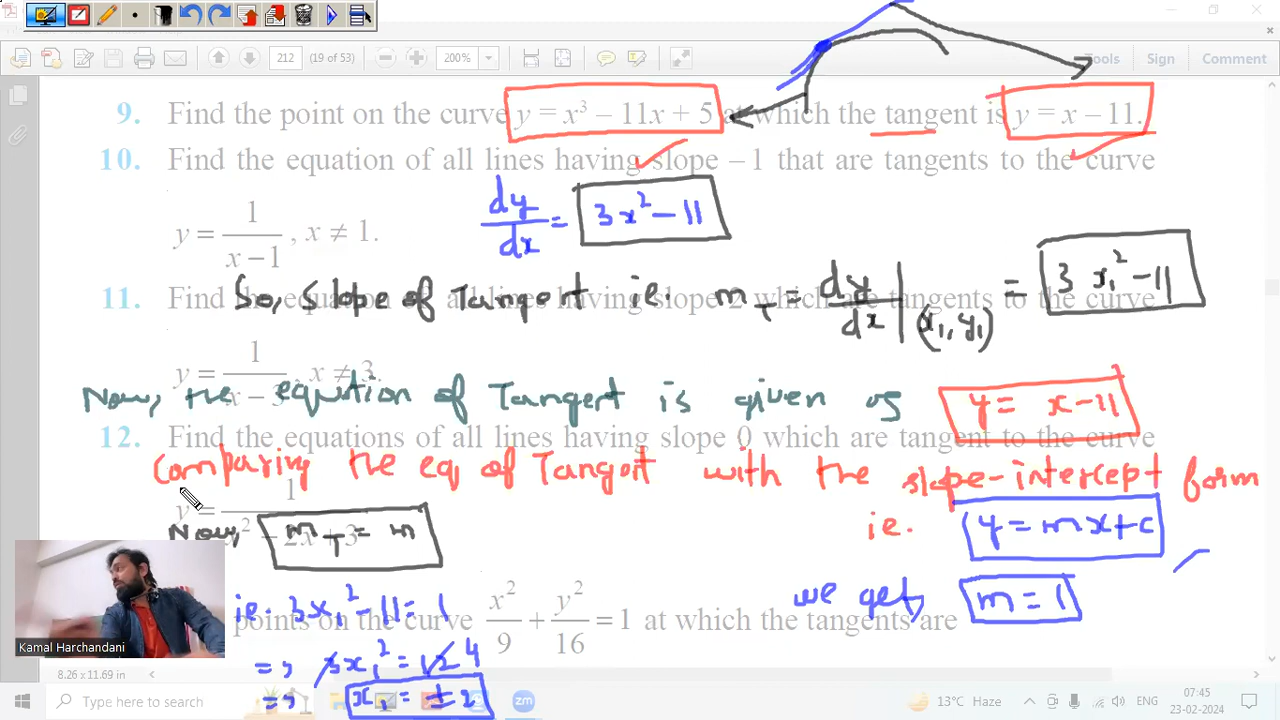 212 (19 of 53) 200% Tools Sign Comment
9. Find the point on the curve y = x³ – 11x + 5 at which the tangent is y = x – 11.
10. Find the equation of all lines having slope – 1 that are tangents to the curve
dy/dx = 3x² – 11
y = 1/(x–1), x ≠ 1.
So, Slope of Tangent ie. m_T = dy/dx |(x₁, y₁) = 3x₁² – 11
11. Find the equation of all lines having slope 2 which are tangents to the curve
y = 1/(x–3), x ≠ 3.
Now, the equation of Tangent is given as y = x – 11
12. Find the equations of all lines having slope 0 which are tangent to the curve
Comparing the eq of Tangent with the slope-intercept form
ie. y = mx + c
y = 1/(² – 2x + 3
Now, m_T = m
we get, m = 1
ie. 3x₁² – 11 = 1
points on the curve x²/9 + y²/16 = 1 at which the tangents are
=> 3x₁² = 12 4
=> x₁ = ± 2
Kamal Harchandani
8.26 x 11.69 in
Type here to search 13°C Haze ENG 07:45
23-02-2024